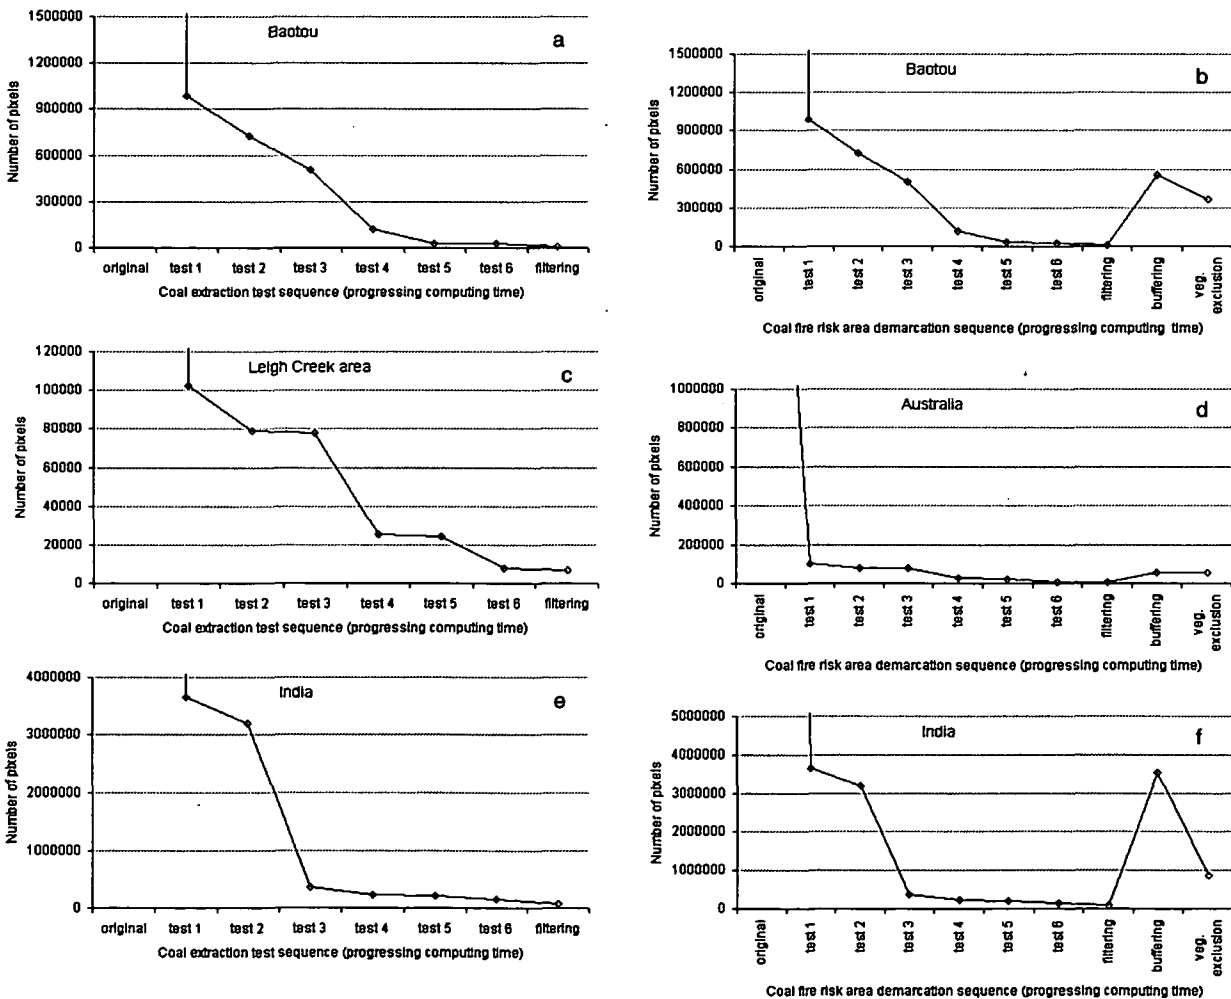 Baotou
a
1500000
1200000
900000
600000
300000
0
Number of pixels
original test 1 test 2 test 3 test 4 test 5 test 6 filtering
Coal extraction test sequence (progressing computing time)
Baotou
b
1500000
1200000
900000
600000
300000
0
Number of pixels
original test 1 test 2 test 3 test 4 test 5 test 6 filtering buffering veg. exclusion
Coal fire risk area demarcation sequence (progressing computing time)
Leigh Creek area
c
120000
100000
80000
60000
40000
20000
0
Number of pixels
original test 1 test 2 test 3 test 4 test 5 test 6 filtering
Coal extraction test sequence (progressing computing time)
Australia
d
1000000
800000
600000
400000
200000
0
Number of pixels
original test 1 test 2 test 3 test 4 test 5 test 6 filtering buffering veg. exclusion
Coal fire risk area demarcation sequence (progressing computing time)
India
e
4000000
3000000
2000000
1000000
0
Number of pixels
original test 1 test 2 test 3 test 4 test 5 test 6 filtering
Coal extraction test sequence (progressing computing time)
India
f
5000000
4000000
3000000
2000000
1000000
0
Number of pixels
original test 1 test 2 test 3 test 4 test 5 test 6 filtering buffering veg. exclusion
Coal fire risk area demarcation sequence (progressing computing time)